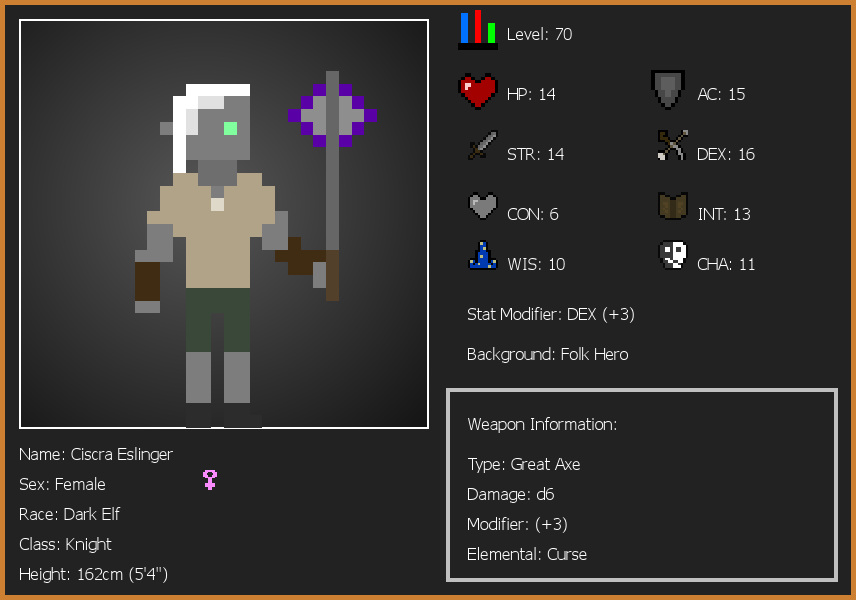 Level: 70
HP: 14
AC: 15
STR: 14
DEX: 16
CON: 6
INT: 13
WIS: 10
CHA: 11
Stat Modifier: DEX (+3)
Background: Folk Hero
Weapon Information:
Type: Great Axe
Damage: d6
Modifier: (+3)
Elemental: Curse
Name: Ciscra Eslinger
Sex: Female
Race: Dark Elf
Class: Knight
Height: 162cm (5'4")